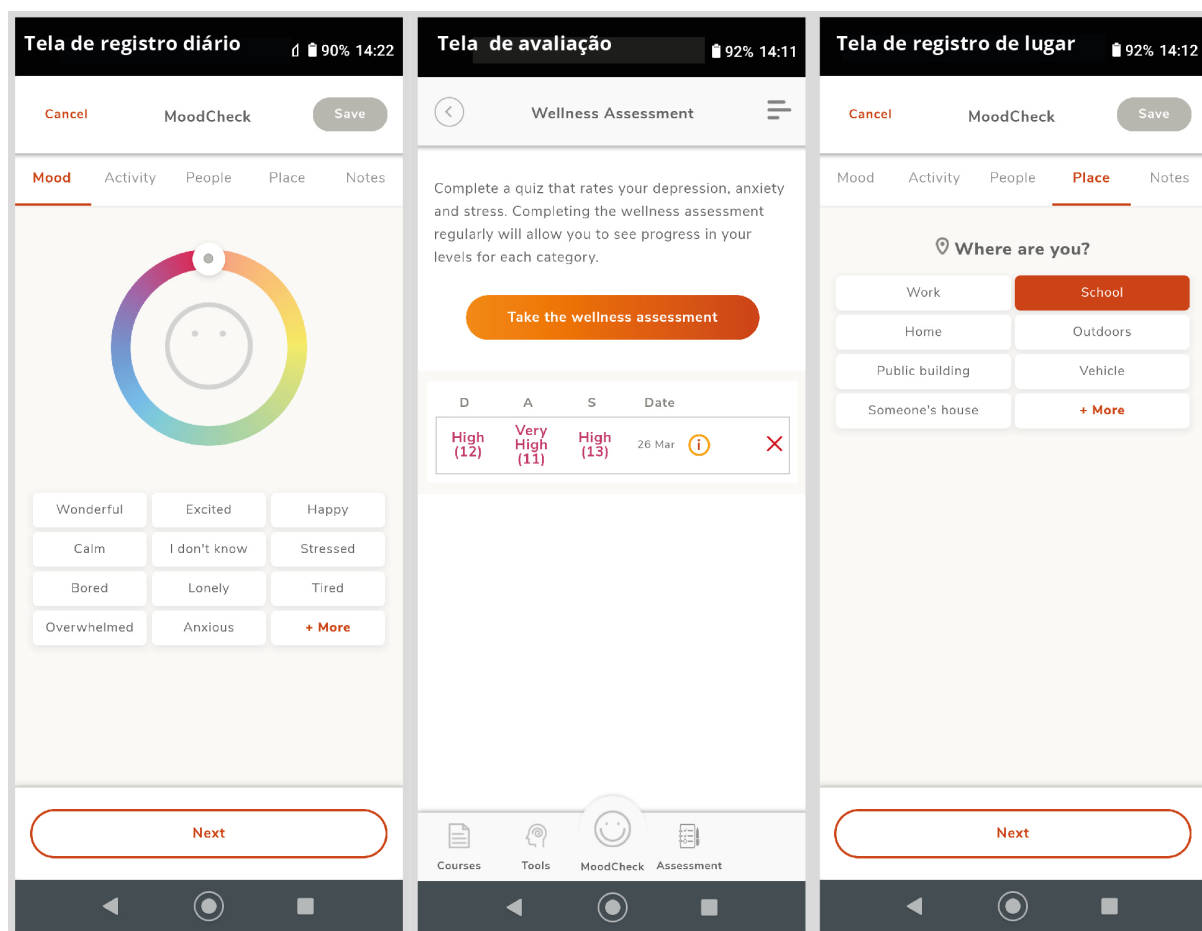 Tela de registro diário
90% 14:22
Cancel
MoodCheck
Save
Mood
Activity
People
Place
Notes
Wonderful
Excited
Happy
Calm
I don't know
Stressed
Bored
Lonely
Tired
Overwhelmed
Anxious
+ More
Next
Tela de avaliação
92% 14:11
Wellness Assessment
Complete a quiz that rates your depression, anxiety
and stress. Completing the wellness assessment
regularly will allow you to see progress in your
levels for each category.
Take the wellness assessment
D
A
S
Date
High
(12)
Very
High
(11)
High
(13)
26 Mar
i
Courses
Tools
MoodCheck
Assessment
Tela de registro de lugar
92% 14:12
Cancel
MoodCheck
Save
Mood
Activity
People
Place
Notes
Where are you?
Work
School
Home
Outdoors
Public building
Vehicle
Someone's house
+ More
Next